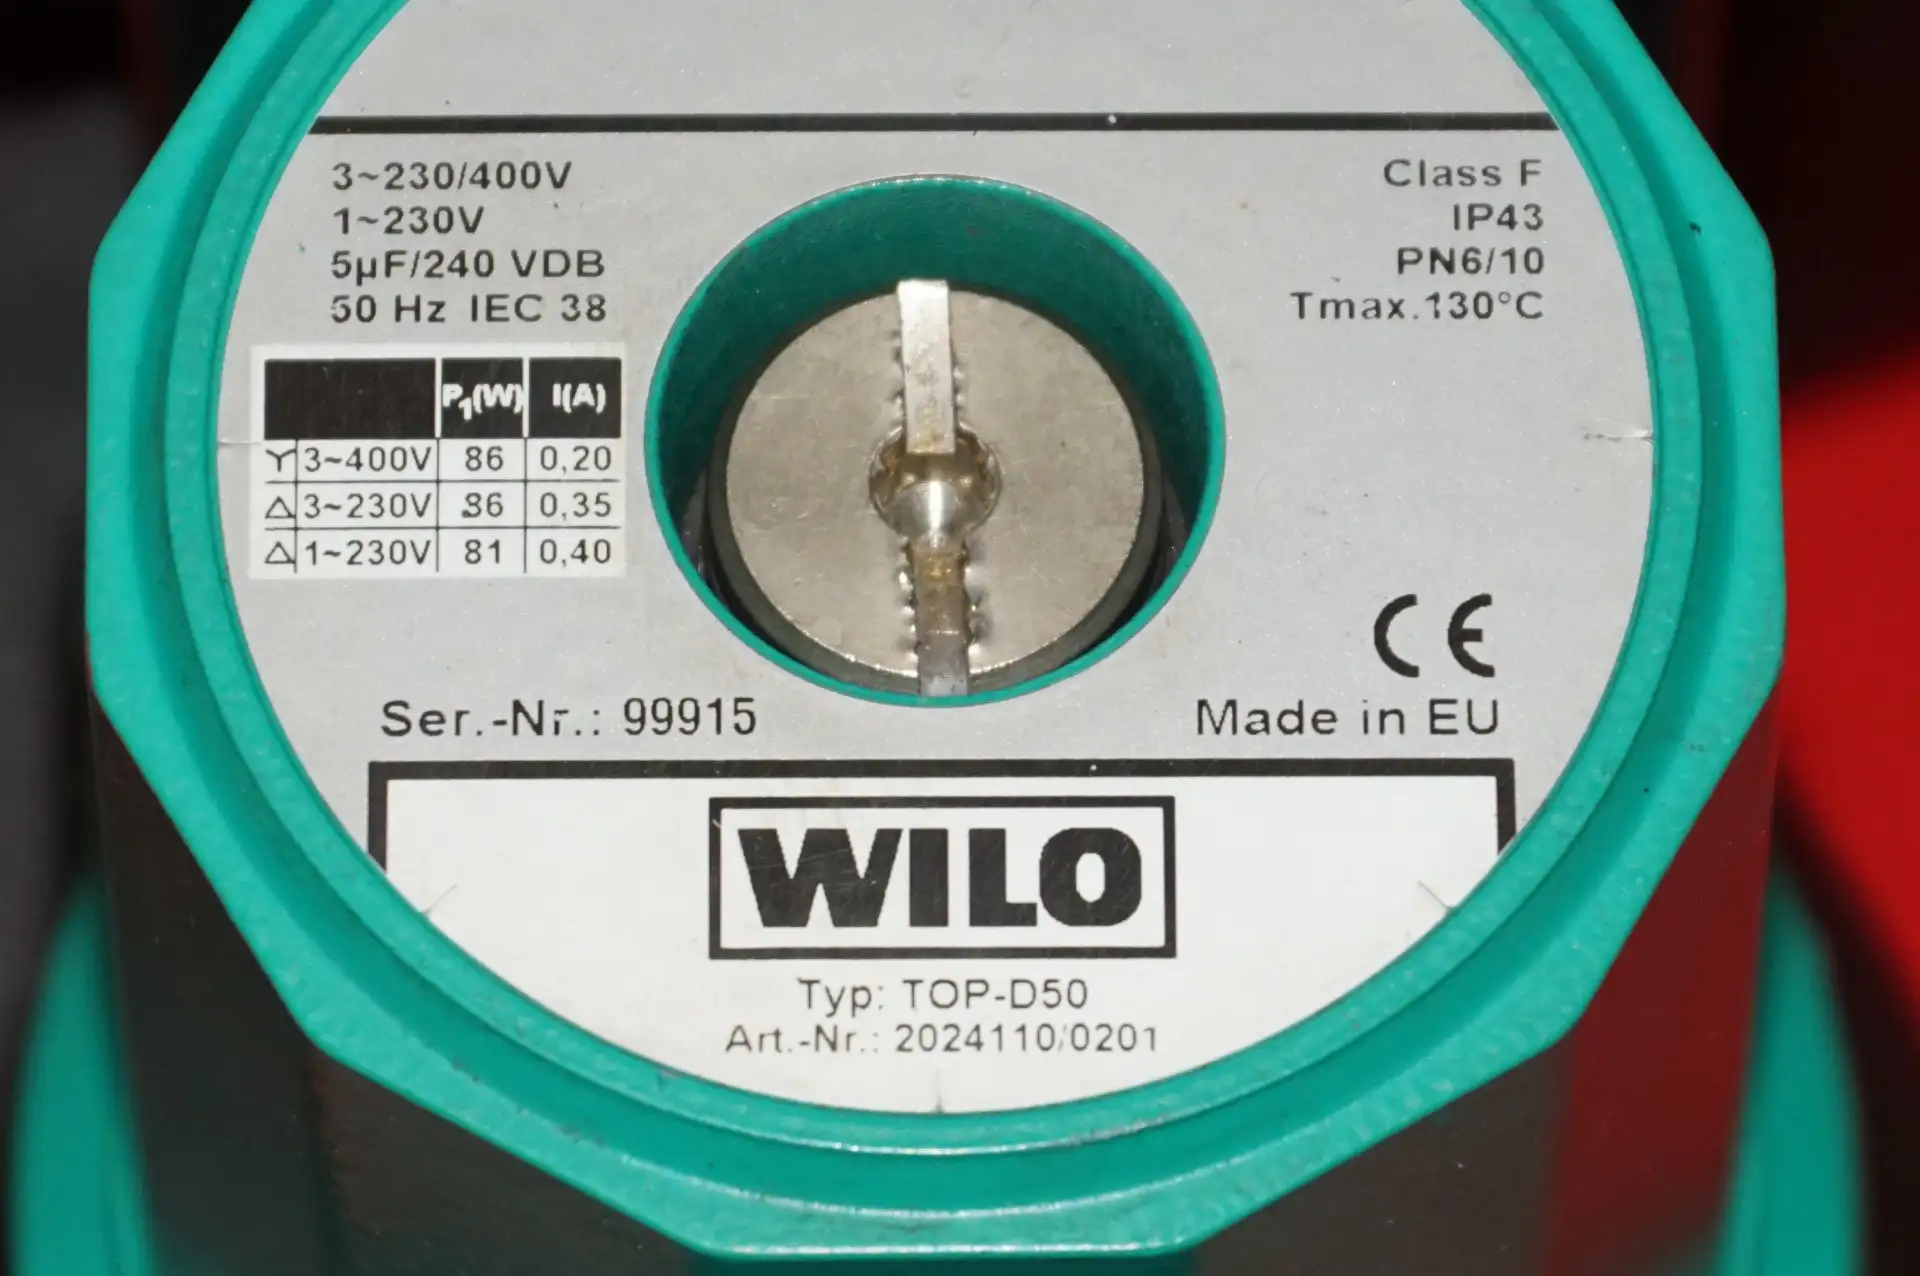 3~230/400V
1~230V
5µF/240 VDB
50 Hz IEC 38
Class F
IP43
PN6/10
Tmax.130°C
P1(W) I(A)
3~400V 86 0,20
3~230V 86 0,35
1~230V 81 0,40
Ser.-Nr.: 99915
CE
Made in EU
WILO
Typ: TOP-D50
Art.-Nr.: 2024110/0201